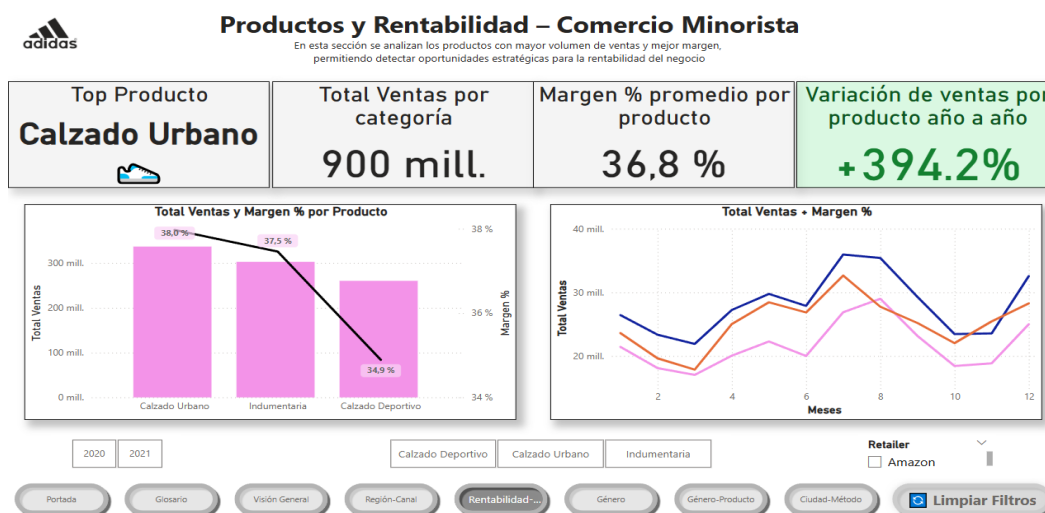 adidas
Productos y Rentabilidad – Comercio Minorista
En esta sección se analizan los productos con mayor volumen de ventas y mejor margen,
permitiendo detectar oportunidades estratégicas para la rentabilidad del negocio
Top Producto
Calzado Urbano
Total Ventas por
categoría
900 mill.
Margen % promedio por
producto
36,8 %
Variación de ventas por
producto año a año
+394.2%
Total Ventas y Margen % por Producto
38,0 %
37,5 %
34,9 %
300 mill.
200 mill.
100 mill.
0 mill.
Total Ventas
38 %
36 %
34 %
Margen %
Calzado Urbano
Indumentaria
Calzado Deportivo
Total Ventas + Margen %
40 mill.
30 mill.
20 mill.
Total Ventas
2
4
6
8
10
12
Meses
2020
2021
Calzado Deportivo
Calzado Urbano
Indumentaria
Retailer
Amazon
Portada
Glosario
Visión General
Región-Canal
Rentabilidad-...
Género
Género-Producto
Ciudad-Método
Limpiar Filtros